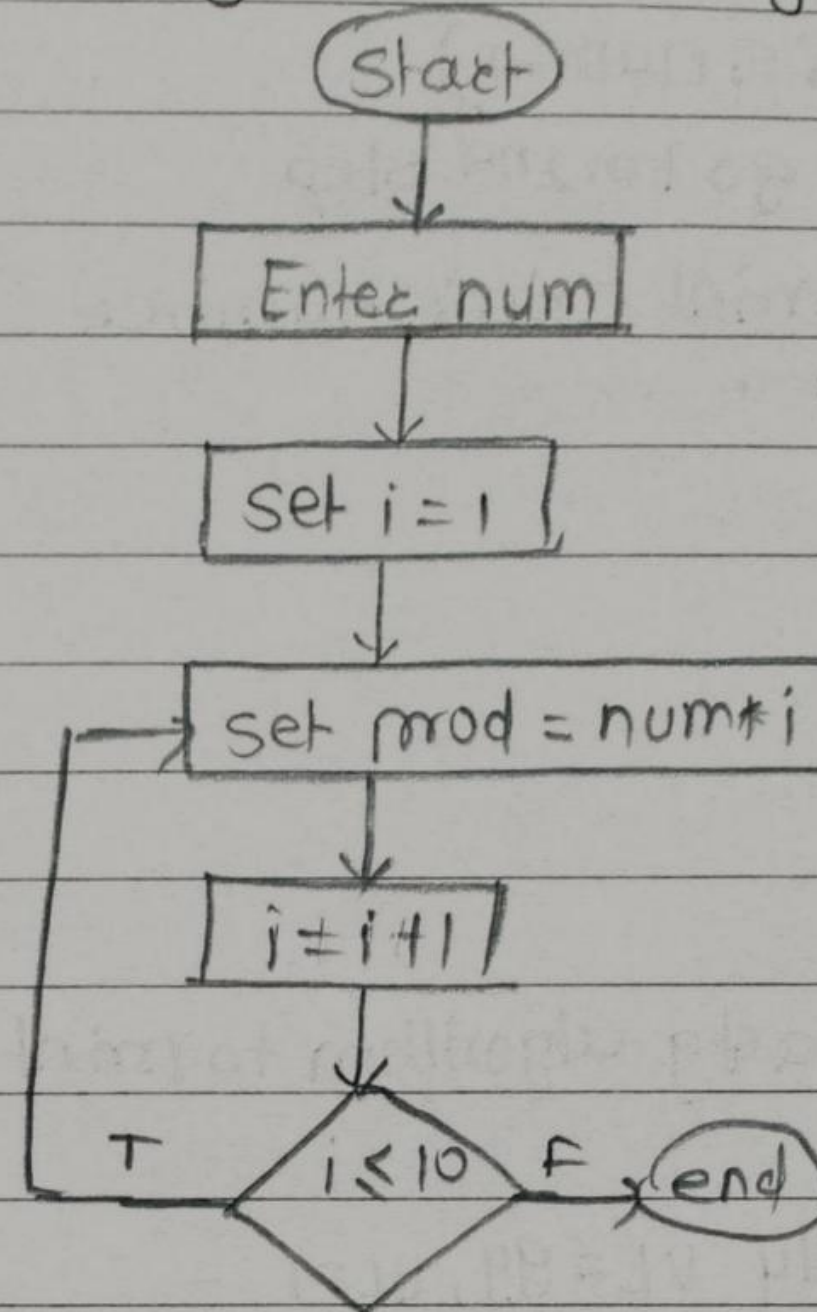 Start
Enter num
set i = 1
set prod = num * i
i = i + 1
i ≤ 10
T
F
end